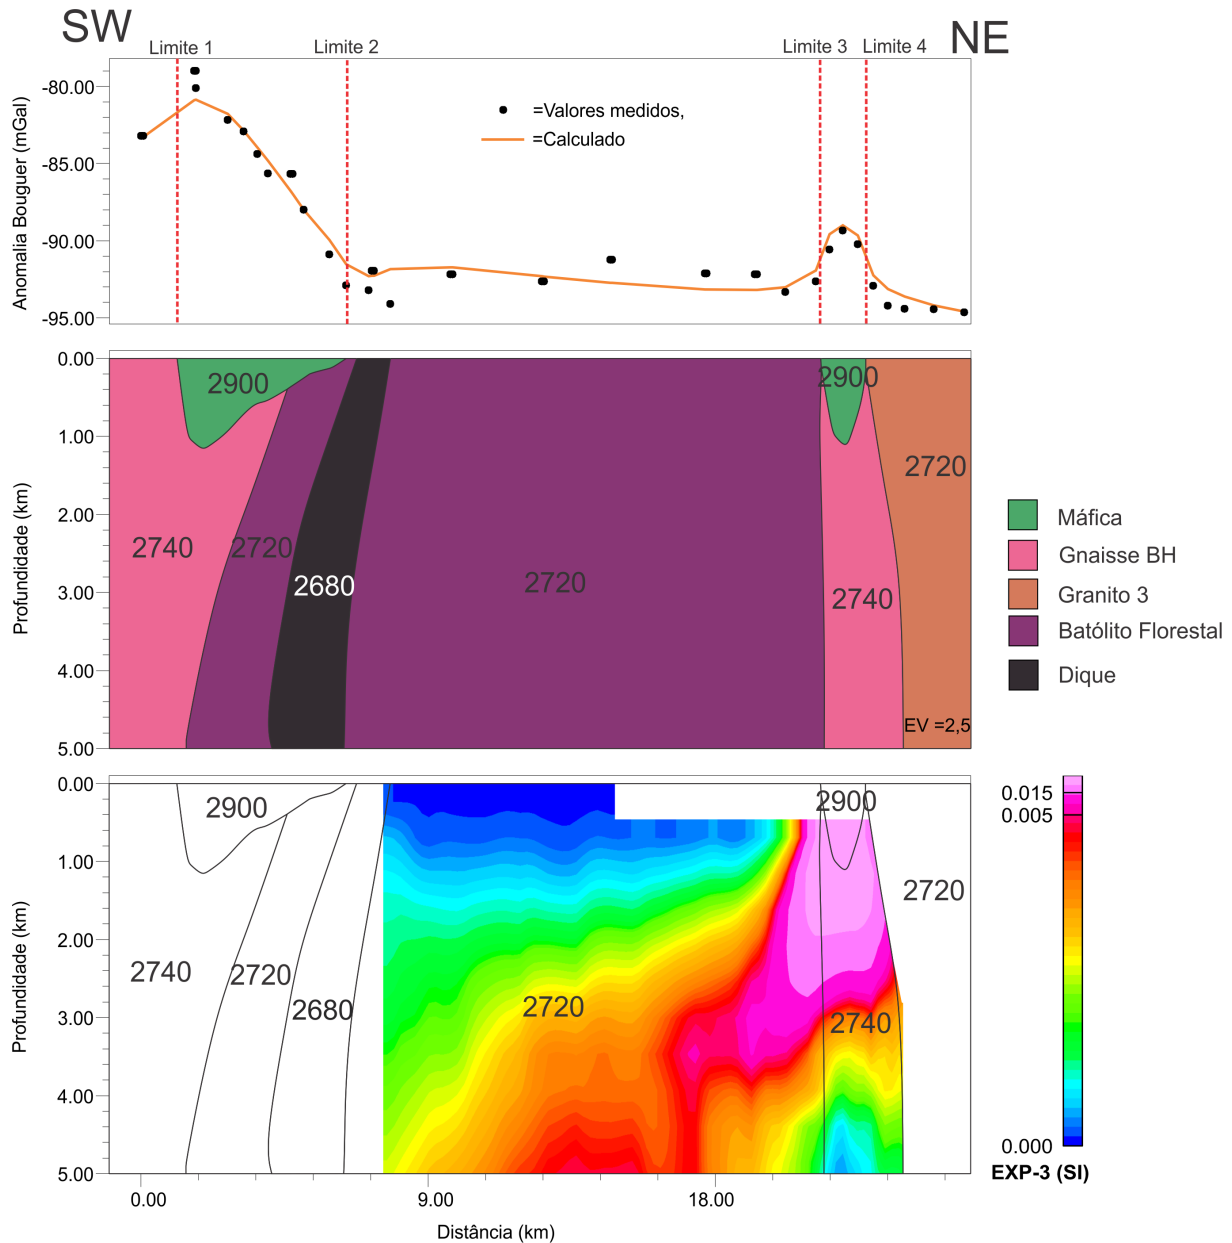 SW
NE
Limite 1
Limite 2
Limite 3
Limite 4
Anomalia Bouguer (mGal)
-80.00
-85.00
-90.00
-95.00
=Valores medidos,
=Calculado
Profundidade (km)
0.00
1.00
2.00
3.00
4.00
5.00
2900
2740
2720
2680
2720
2900
2740
2720
EV =2,5
Máfica
Gnaisse BH
Granito 3
Batólito Florestal
Dique
Profundidade (km)
0.00
1.00
2.00
3.00
4.00
5.00
2900
2740
2720
2680
2720
2900
2740
2720
0.015
0.005
0.000
EXP-3 (SI)
0.00
9.00
18.00
Distância (km)